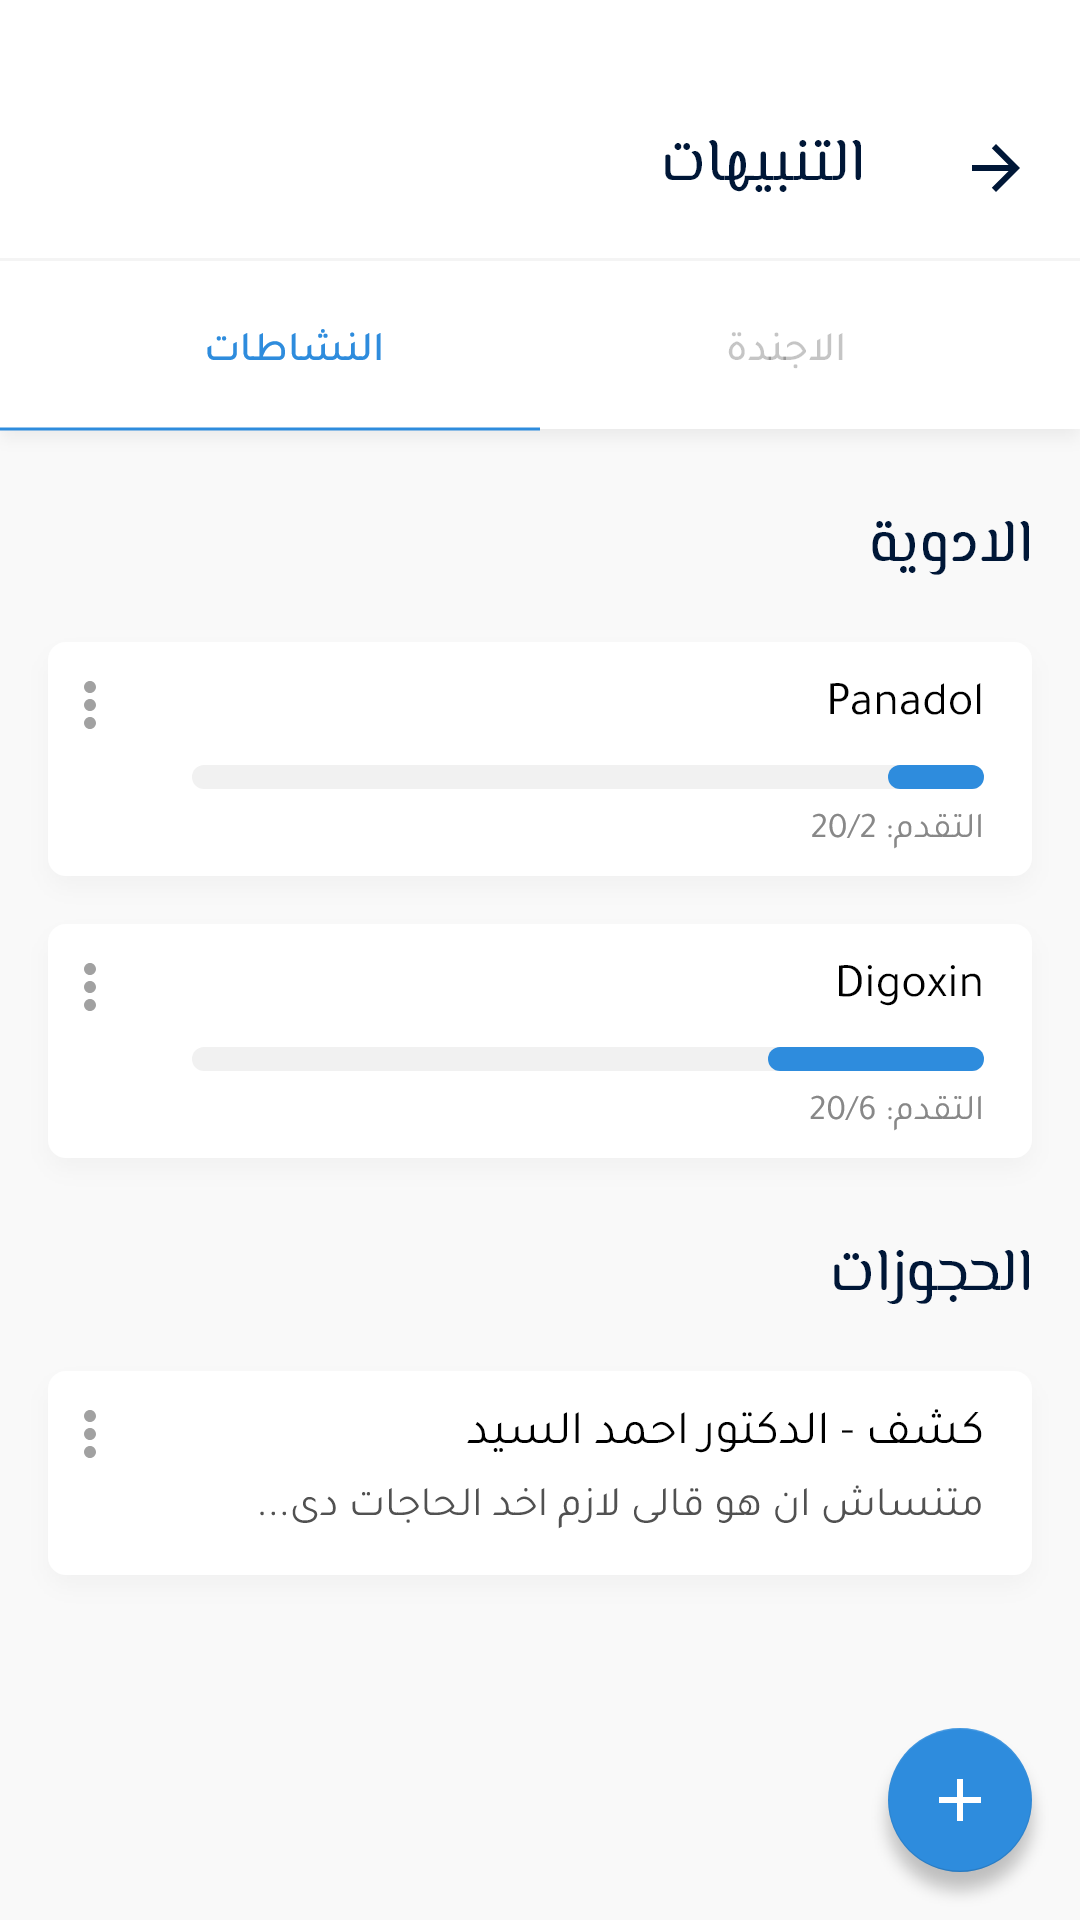 التنبيهات
الاجندة
النشاطات
الادوية
Panadol
التقدم: 20/2
Digoxin
التقدم: 20/6
الحجوزات
كشف - الدكتور احمد السيد
متنساش ان هو قالى لازم اخد الحاجات دى...